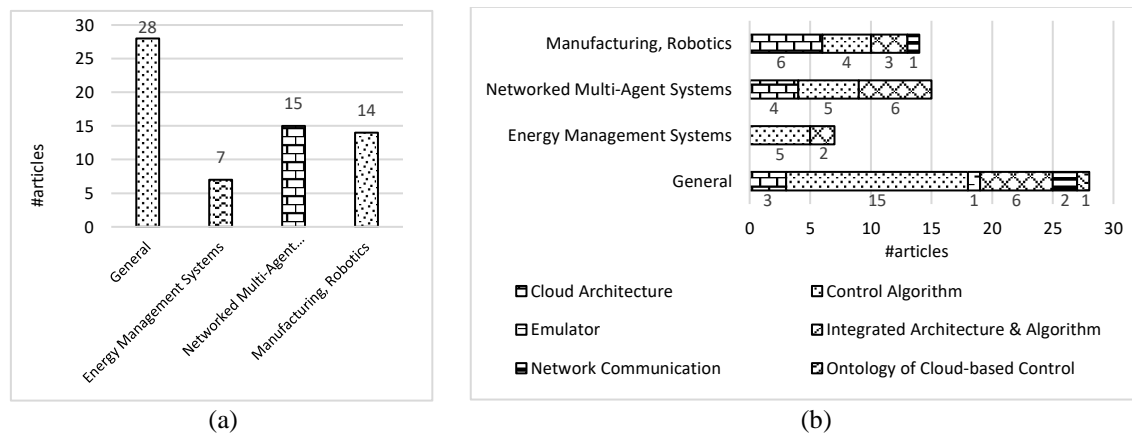 30
25
20
15
10
5
0
#articles
28
7
15
14
General
Energy Management Systems
Networked Multi-Agent...
Manufacturing, Robotics
(a)
Manufacturing, Robotics
6 4 3 1
Networked Multi-Agent Systems
4 5 6
Energy Management Systems
5 2
General
3 15 1 6 2 1
0 5 10 15 20 25 30
#articles
Cloud Architecture
Control Algorithm
Emulator
Integrated Architecture & Algorithm
Network Communication
Ontology of Cloud-based Control
(b)